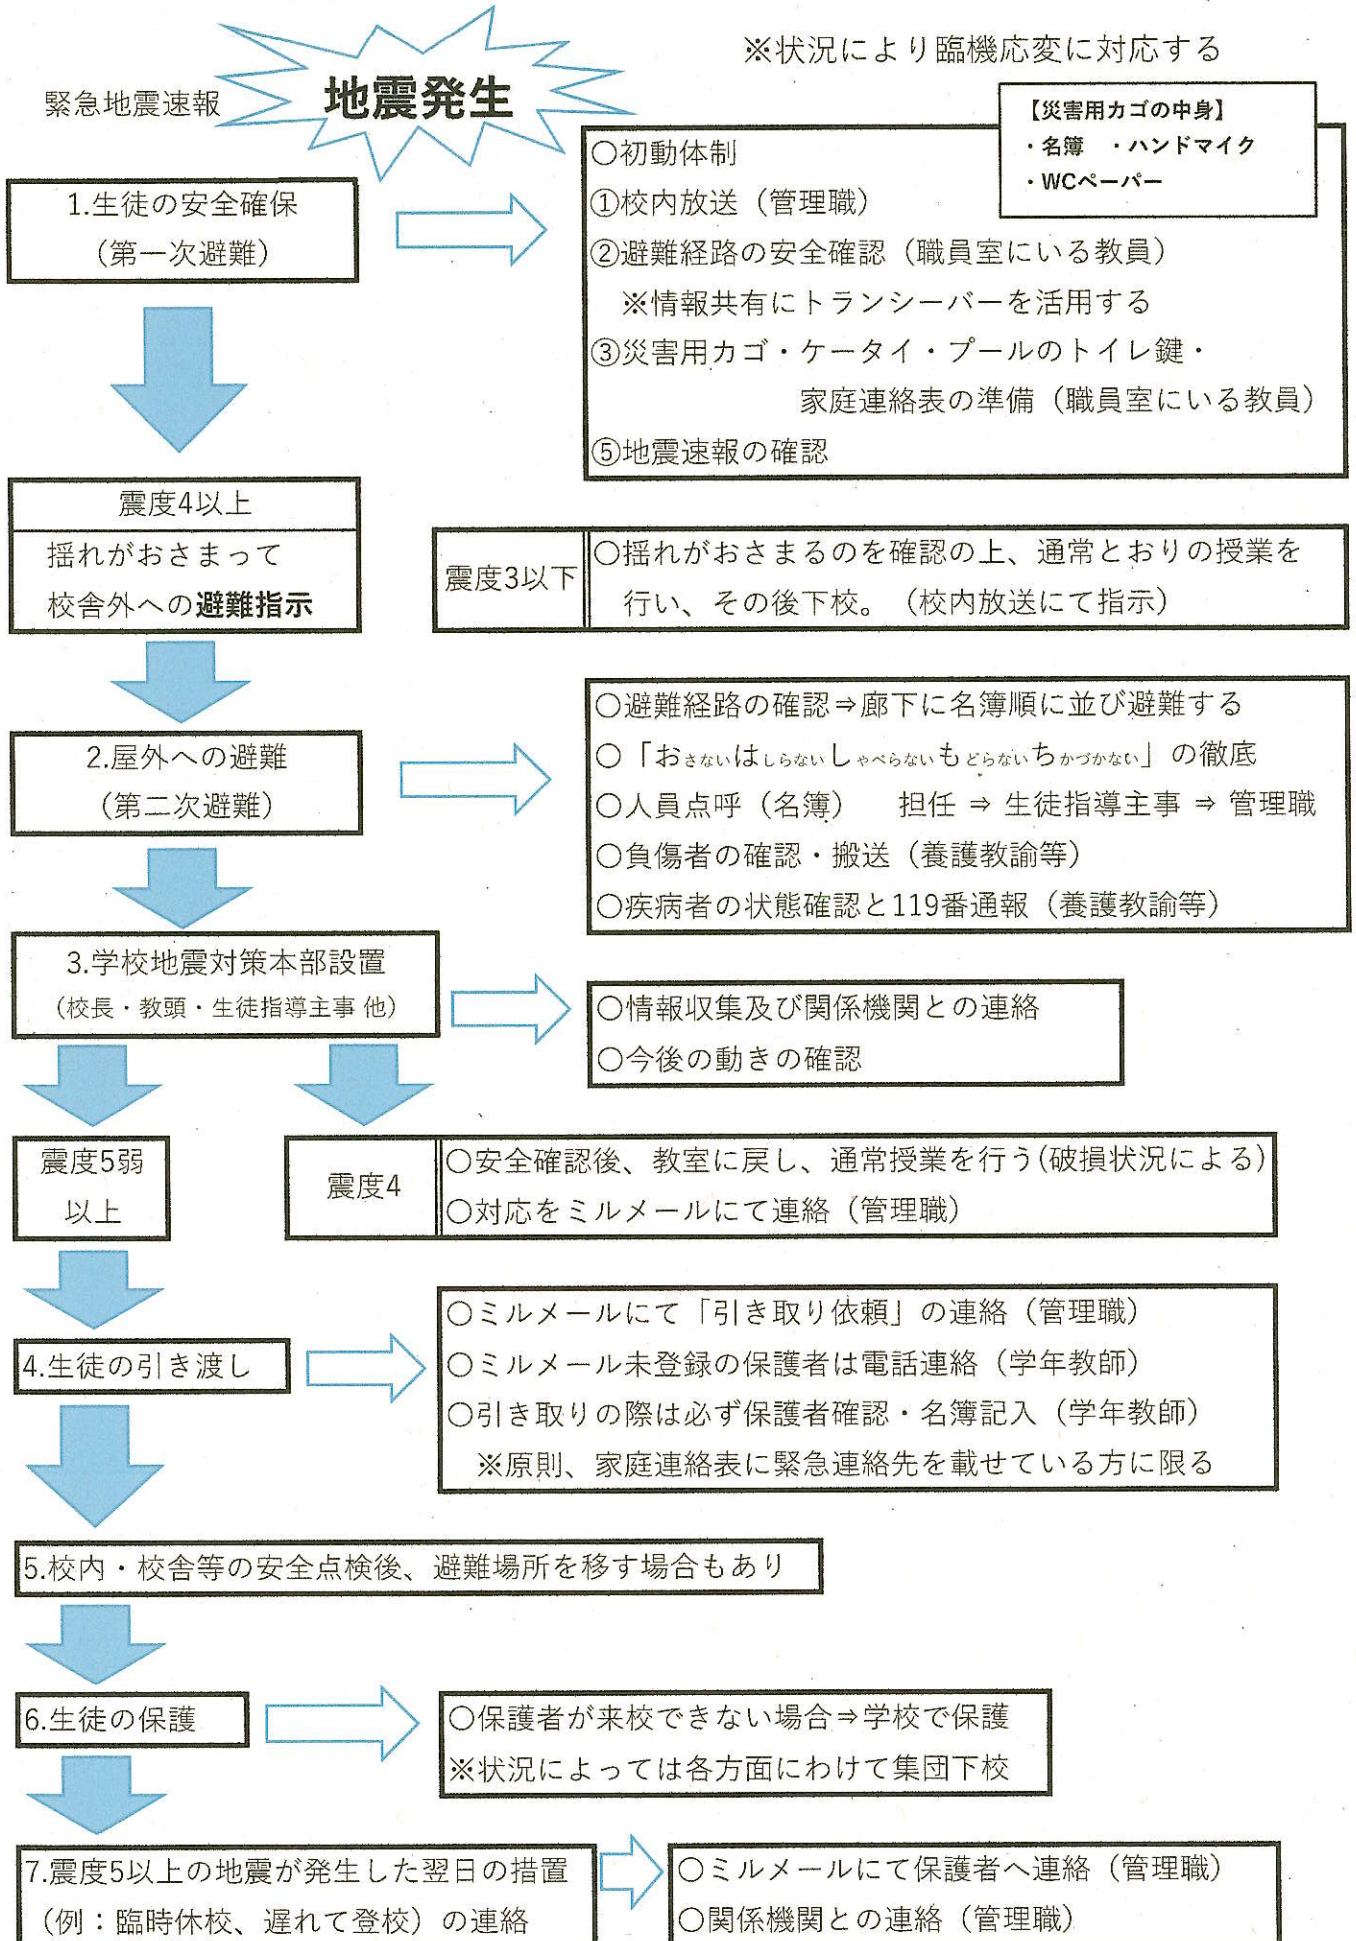 ※状況により臨機応変に対応する
緊急地震速報
地震発生
【災害用カゴの中身】
・名簿　・ハンドマイク
・WCペーパー
1.生徒の安全確保
(第一次避難)
○初動体制
①校内放送（管理職）
②避難経路の安全確認（職員室にいる教員）
※情報共有にトランシーバーを活用する
③災害用カゴ・ケータイ・プールのトイレ鍵・
家庭連絡表の準備（職員室にいる教員）
⑤地震速報の確認
震度4以上
揺れがおさまって
校舎外への避難指示
震度3以下
○揺れがおさまるのを確認の上、通常とおりの授業を
行い、その後下校。（校内放送にて指示）
2.屋外への避難
(第二次避難)
○避難経路の確認⇒廊下に名簿順に並び避難する
○「おさないはしらないしゃべらないもどらないちかづかない」の徹底
○人員点呼（名簿）　担任 ⇒ 生徒指導主事 ⇒ 管理職
○負傷者の確認・搬送（養護教諭等）
○疾病者の状態確認と119番通報（養護教諭等）
3.学校地震対策本部設置
(校長・教頭・生徒指導主事 他)
○情報収集及び関係機関との連絡
○今後の動きの確認
震度5弱
以上
震度4
○安全確認後、教室に戻し、通常授業を行う(破損状況による)
○対応をミルメールにて連絡（管理職）
4.生徒の引き渡し
○ミルメールにて「引き取り依頼」の連絡（管理職）
○ミルメール未登録の保護者は電話連絡（学年教師）
○引き取りの際は必ず保護者確認・名簿記入（学年教師）
※原則、家庭連絡表に緊急連絡先を載せている方に限る
5.校内・校舎等の安全点検後、避難場所を移す場合もあり
6.生徒の保護
○保護者が来校できない場合⇒学校で保護
※状況によっては各方面にわけて集団下校
7.震度5以上の地震が発生した翌日の措置
（例：臨時休校、遅れて登校）の連絡
○ミルメールにて保護者へ連絡（管理職）
○関係機関との連絡（管理職）